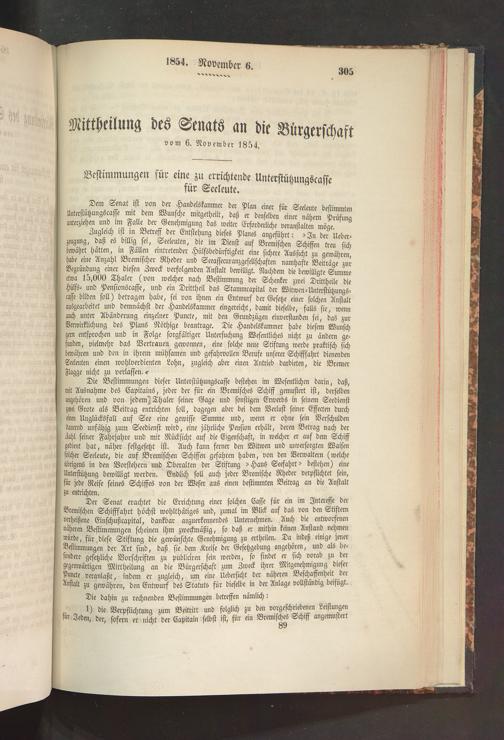 1854. November 6.
305
Mittheilung des Senats an die Bürgerschaft
vom 6. November 1854.
Bestimmungen für eine zu errichtende Unterstützungscasse
für Seeleute.
Dem Senat ist von der Handelskammer der Plan einer für Seeleute bestimmten
Unterstützungscasse mit dem Wunsche mitgetheilt, daß er denselben einer nähern Prüfung
unterziehen und im Falle der Genehmigung das weiter Erforderliche veranstalten möge.
Zugleich ist in Betreff der Entstehung dieses Planes angeführt: »In der Ueber-
zeugung, daß es billig sei, Seeleuten, die im Dienst auf Bremischen Schiffen treu sich
bewährt hätten, in Fällen eintretender Hülfsbedürftigkeit eine sichere Aussicht zu gewähren,
habe eine Anzahl Bremischer Rheder und Seeassecuranzgesellschaften namhafte Beiträge zur
Begründung einer diesen Zweck verfolgenden Anstalt bewilligt. Nachdem die bewilligte Summe
etwa 15,000 Thaler (von welcher nach Bestimmung der Schenker zwei Drittheile die
Hülfs- und Pensionscasse, und ein Drittheil das Stammcapital der Witwen-Unterstützungs-
casse bilden soll) betragen habe, sei von ihnen ein Entwurf der Gesetze einer solchen Anstalt
ausgearbeitet und demnächst der Handelskammer eingereicht, damit dieselbe, falls sie, wenn
auch unter Abänderung einzelner Puncte, mit den Grundzügen einverstanden sei, das zur
Verwirklichung des Plans Nöthige beantrage. Die Handelskammer habe diesem Wunsch
gern entsprochen und in Folge sorgfältiger Untersuchung Wesentliches nicht zu ändern ge-
funden, vielmehr das Vertrauen gewonnen, eine solche neue Stiftung werde praktisch sich
bewähren und den in ihrem mühsamen und gefahrvollen Berufe unserer Schifffahrt dienenden
Seeleuten einen wohlverdienten Lohn, zugleich aber einen Antrieb darbieten, die Bremer
Flagge nicht zu verlassen.«
Die Bestimmungen dieser Unterstützungscasse bestehen im Wesentlichen darin, daß,
mit Ausnahme des Capitains, jeder der für ein Bremisches Schiff gemustert ist, derselben
angehören und von jedem Thaler seiner Gage und sonstigen Erwerbs in seinem Seedienst
zwei Grote als Beitrag entrichten soll, dagegen aber bei dem Verlust seiner Effecten durch
einen Unglücksfall auf See eine gewisse Summe und, wenn er ohne sein Verschulden
dauernd unfähig zum Seedienst wird, eine jährliche Pension erhält, deren Betrag nach der
Zahl seiner Fahrjahre und mit Rücksicht auf die Eigenschaft, in welcher er auf dem Schiff
gedient hat, näher festgesetzt ist. Auch kann ferner den Witwen und unversorgten Waisen
solcher Seeleute, die auf Bremischen Schiffen gefahren haben, von den Verwalten (welche
übrigens in den Vorstehern und Oberalten der Stiftung »Haus Seefahrt« bestehen) eine
Unterstützung bewilligt werden. Endlich soll auch jeder Bremische Rheder verpflichtet sein,
für jede Reise seines Schiffes von der Weser aus einen bestimmten Beitrag an die Anstalt
zu entrichten.
Der Senat erachtet die Errichtung einer solchen Casse für ein im Interesse der
Bremischen Schifffahrt höchst wohlthätiges und, zumal im Blick auf das von den Stiftern
verheißene Einschußcapital, dankbar anzuerkennendes Unternehmen. Auch die entworfenen
näheren Bestimmungen scheinen ihm zweckmäßig, so daß er mithin keinen Anstand nehmen
würde, für diese Stiftung die gewünschte Genehmigung zu ertheilen. Da indeß einige jener
Bestimmungen der Art sind, daß sie dem Kreise der Gesetzgebung angehören, und als be-
sondere gesetzliche Vorschriften zu publiciren sein werden, so findet er sich vorab zu der
gegenwärtigen Mittheilung an die Bürgerschaft zum Zweck ihrer Mitgenehmigung dieser
Puncte veranlaßt, indem er zugleich, um eine Uebersicht der näheren Beschaffenheit der
Anstalt zu gewähren, den Entwurf des Statuts für dieselbe in der Anlage vollständig beifügt.
Die dahin zu rechnenden Bestimmungen betreffen nämlich:
1) die Verpflichtung zum Beitritt und folglich zu den vorgeschriebenen Leistungen
für Jeden, der, sofern er nicht der Capitain selbst ist, für ein Bremisches Schiff angemustert
89